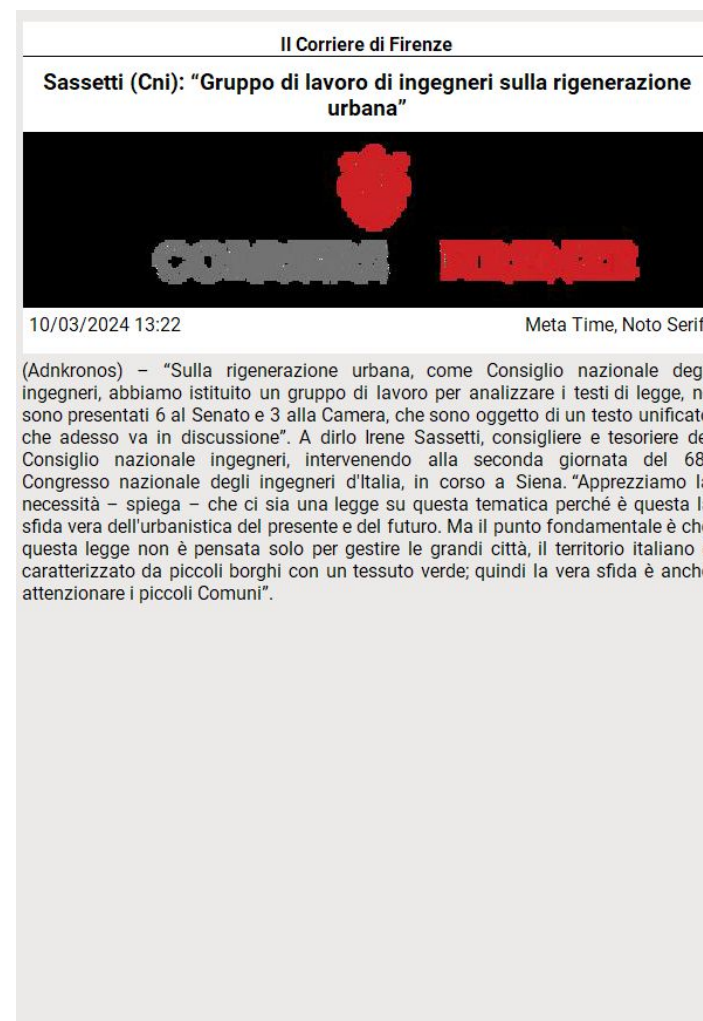 Il Corriere di Firenze
Sassetti (Cni): “Gruppo di lavoro di ingegneri sulla rigenerazione
urbana”
FIRENZE
10/03/2024 13:22 Meta Time, Noto Serif
(Adnkronos) – “Sulla rigenerazione urbana, come Consiglio nazionale deg
ingegneri, abbiamo istituito un gruppo di lavoro per analizzare i testi di legge, n
sono presentati 6 al Senato e 3 alla Camera, che sono oggetto di un testo unificat
che adesso va in discussione”. A dirlo Irene Sassetti, consigliere e tesoriere de
Consiglio nazionale ingegneri, intervenendo alla seconda giornata del 68
Congresso nazionale degli ingegneri d'Italia, in corso a Siena. “Apprezziamo l
necessità – spiega – che ci sia una legge su questa tematica perché è questa l
sfida vera dell'urbanistica del presente e del futuro. Ma il punto fondamentale è ch
questa legge non è pensata solo per gestire le grandi città, il territorio italiano
caratterizzato da piccoli borghi con un tessuto verde; quindi la vera sfida è anch
attenzionare i piccoli Comuni”.